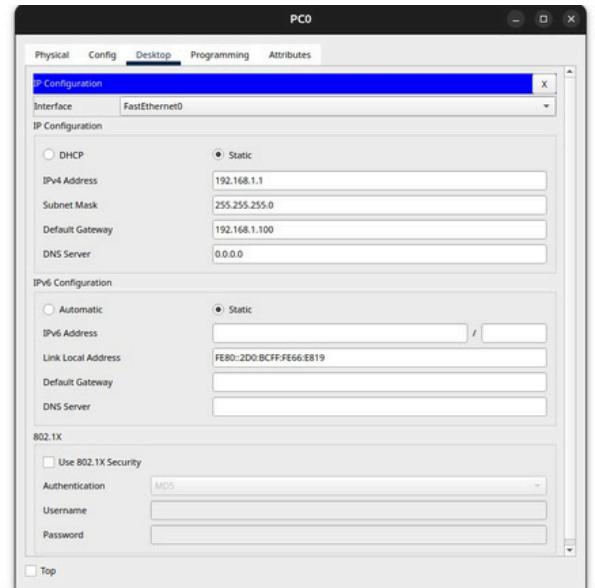 PC0
Physical Config Desktop Programming Attributes
IP Configuration X
Interface FastEthernet0
IP Configuration
DHCP Static
IPv4 Address 192.168.1.1
Subnet Mask 255.255.255.0
Default Gateway 192.168.1.100
DNS Server 0.0.0.0
IPv6 Configuration
Automatic Static
IPv6 Address /
Link Local Address FE80::2D0:BCFF:FE66:E819
Default Gateway
DNS Server
802.1X
Use 802.1X Security
Authentication MD5
Username
Password
Top